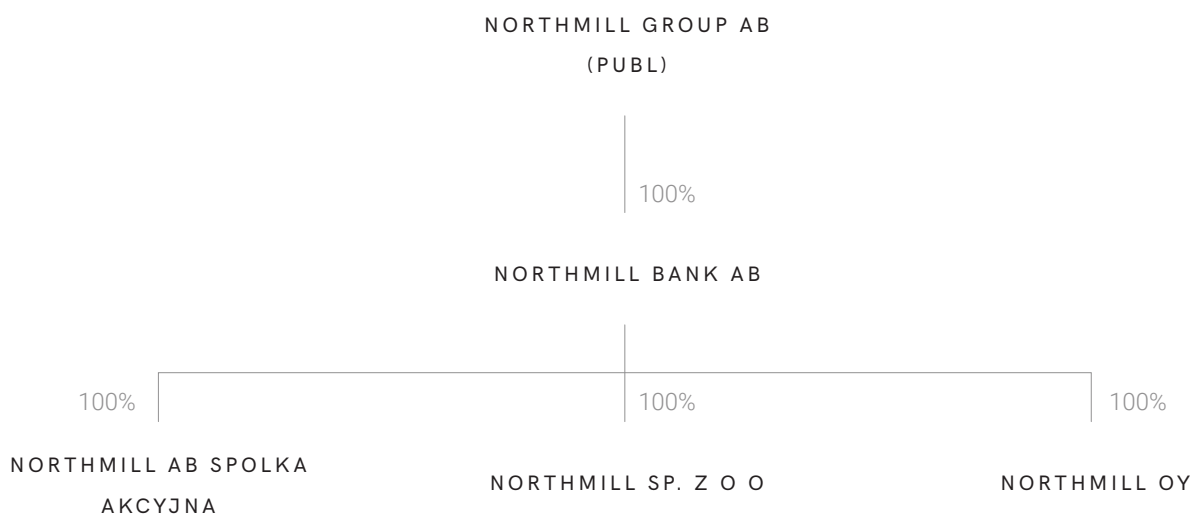 NORTHMILL GROUP AB
(PUBL)
100%
NORTHMILL BANK AB
100%
100%
100%
NORTHMILL AB SPOLKA
AKCYJNA
NORTHMILL SP. Z O O
NORTHMILL OY